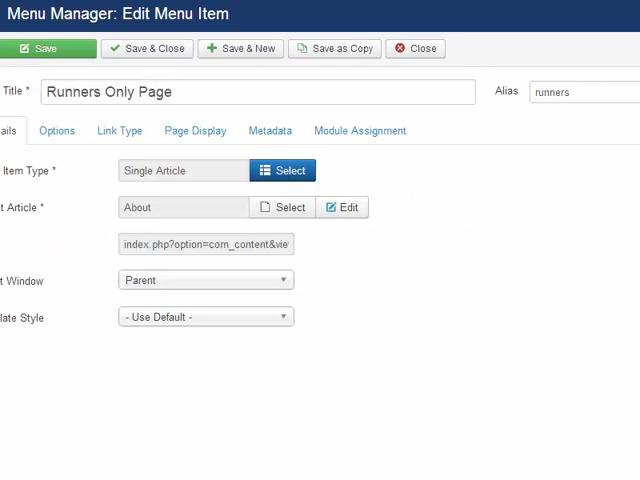 Menu Manager: Edit Menu Item
Save Save & Close Save & New Save as Copy Close
Title * Runners Only Page Alias runners
ails Options Link Type Page Display Metadata Module Assignment
Item Type * Single Article Select
t Article * About Select Edit
index.php?option=com_content&vie
t Window Parent
late Style - Use Default -